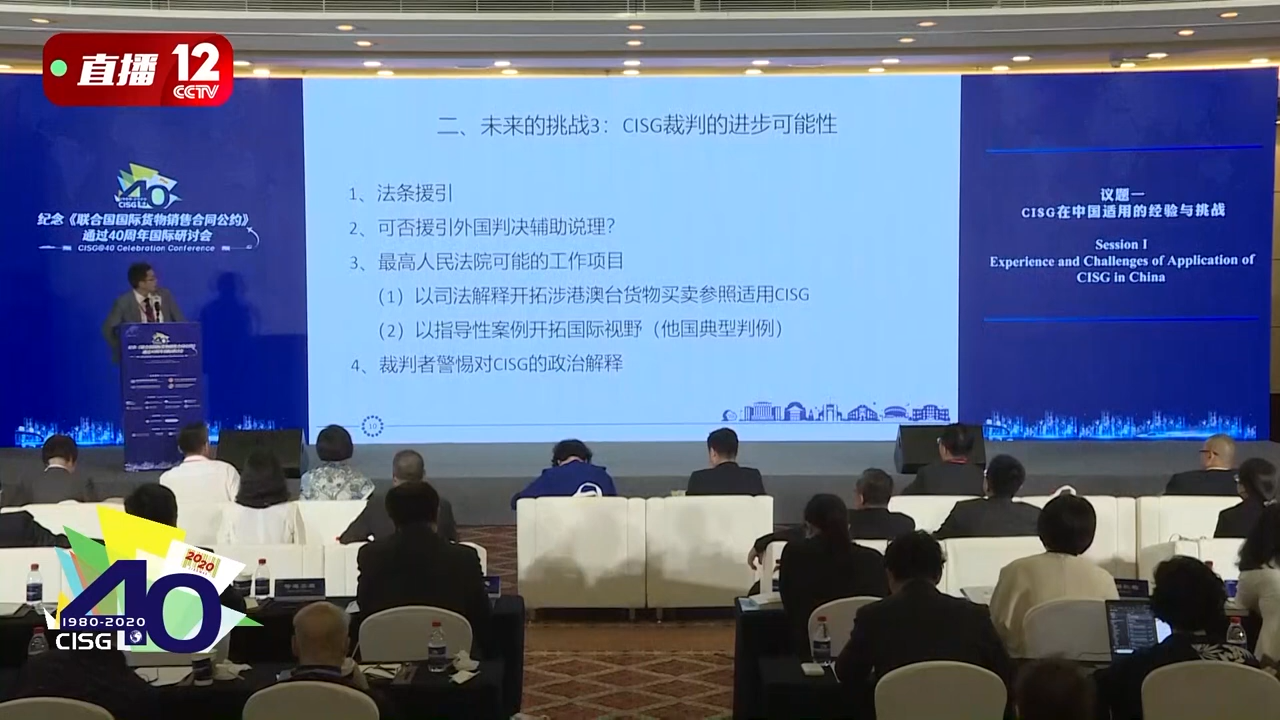 直播 12
CCTV
40
1980-2020
CISG
纪念《联合国国际货物销售合同公约》
通过40周年国际研讨会
CISG@40 Celebration Conference
二、未来的挑战3：CISG裁判的进步可能性
1、法条援引
2、可否援引外国判决辅助说理？
3、最高人民法院可能的工作项目
（1）以司法解释开拓涉港澳台货物买卖参照适用CISG
（2）以指导性案例开拓国际视野（他国典型判例）
4、裁判者警惕对CISG的政治解释
10
议题一
CISG在中国适用的经验与挑战
Session I
Experience and Challenges of Application of
CISG in China
2020
40
1980-2020
CISG